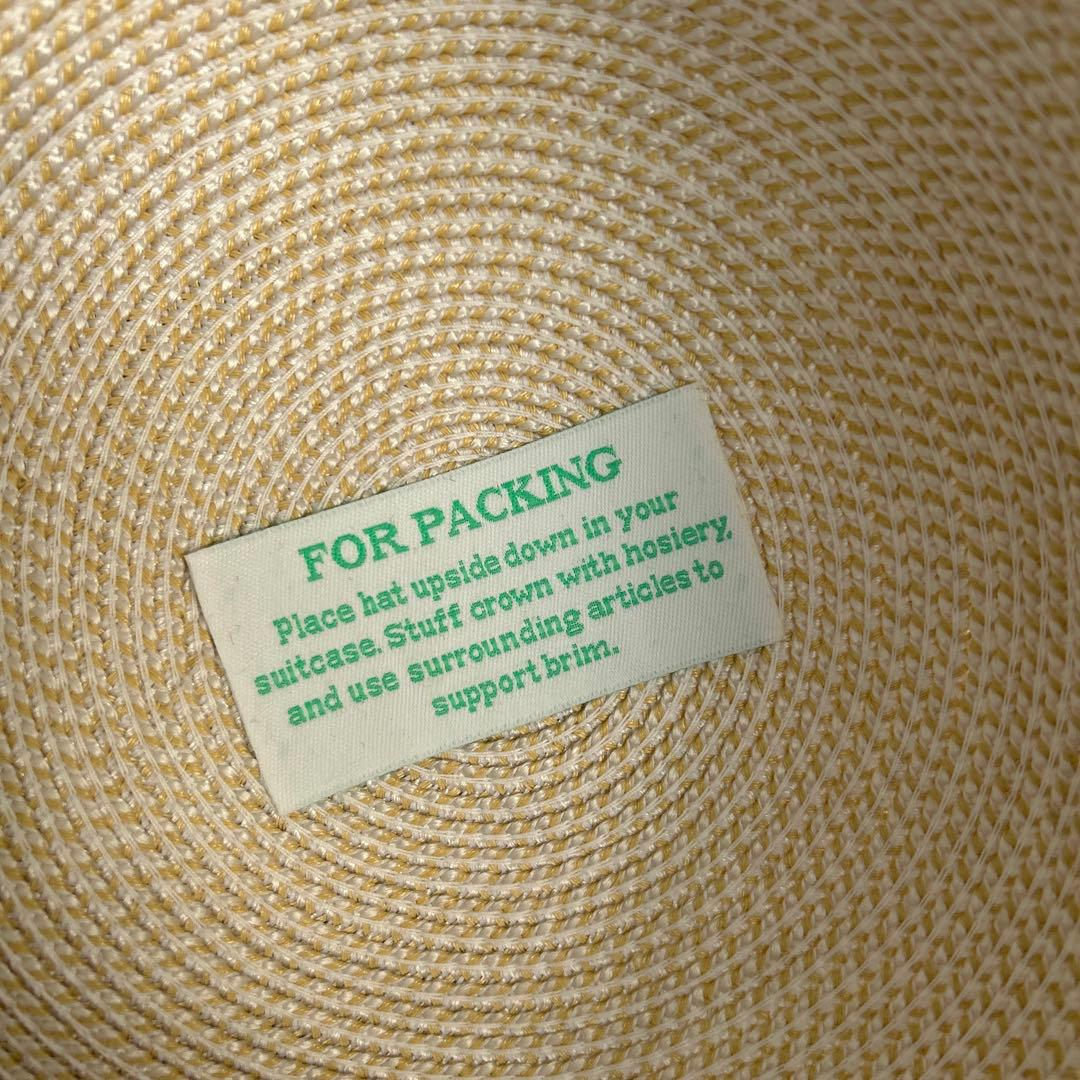 FOR PACKING
Place hat upside down in your
suitcase. Stuff crown with hosiery,
and use surrounding articles to
support brim.